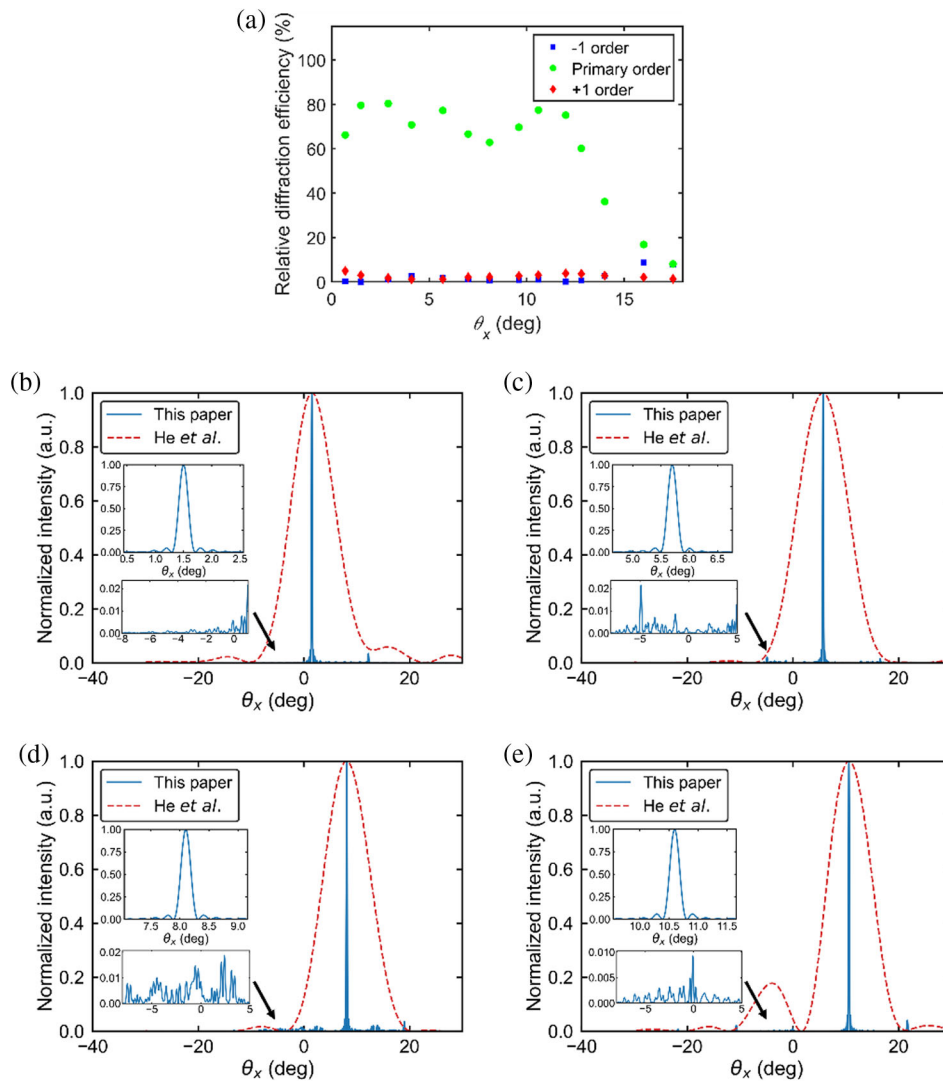 (a)
Relative diffraction efficiency (%)
100
80
60
40
20
0
-1 order
Primary order
+1 order
0 5 10 15
θx (deg)
(b)
Normalized intensity (a.u.)
1.0
0.8
0.6
0.4
0.2
0.0
This paper
He et al.
1.00
0.75
0.50
0.25
0.00
0.5 1.0 1.5 2.0 2.5
θx (deg)
0.02
0.01
0.00
−8 −6 −4 −2 0
−40 −20 0 20
θx (deg)
(c)
Normalized intensity (a.u.)
1.0
0.8
0.6
0.4
0.2
0.0
This paper
He et al.
1.00
0.75
0.50
0.25
0.00
5.0 5.5 6.0 6.5
θx (deg)
0.02
0.01
0.00
−5 0 5
−40 −20 0 20
θx (deg)
(d)
Normalized intensity (a.u.)
1.0
0.8
0.6
0.4
0.2
0.0
This paper
He et al.
1.00
0.75
0.50
0.25
0.00
7.5 8.0 8.5 9.0
θx (deg)
0.02
0.01
0.00
−5 0 5
−40 −20 0 20
θx (deg)
(e)
Normalized intensity (a.u.)
1.0
0.8
0.6
0.4
0.2
0.0
This paper
He et al.
1.00
0.75
0.50
0.25
0.00
10.0 10.5 11.0 11.5
θx (deg)
0.010
0.005
0.000
−5 0 5
−40 −20 0 20
θx (deg)